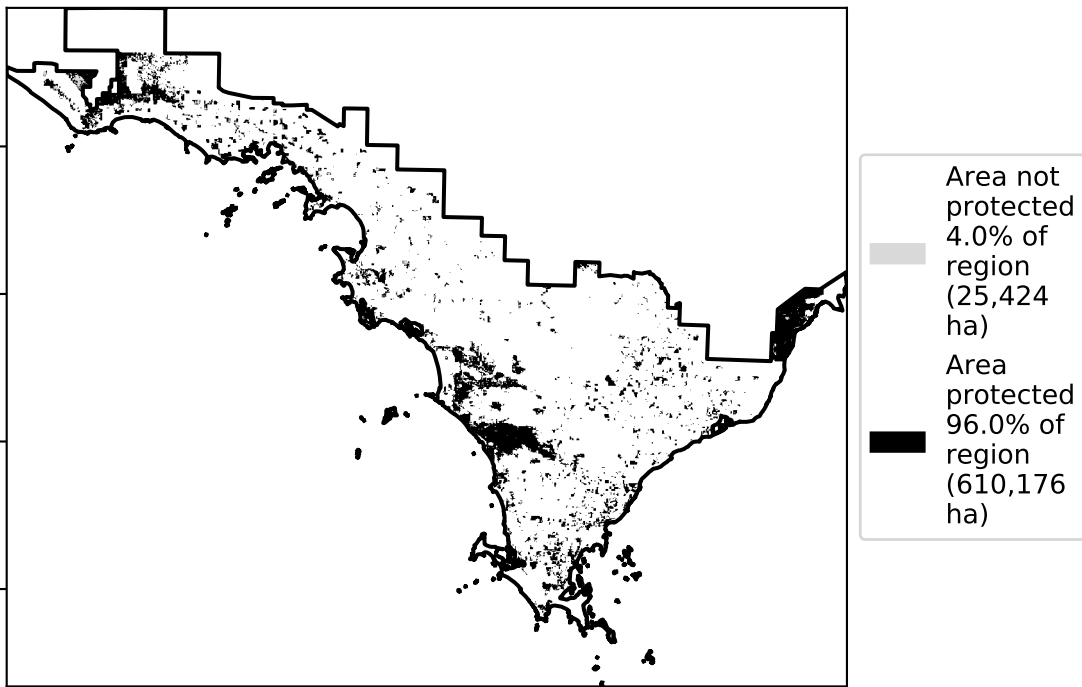 Area not
protected
4.0% of
region
(25,424
ha)
Area
protected
96.0% of
region
(610,176
ha)